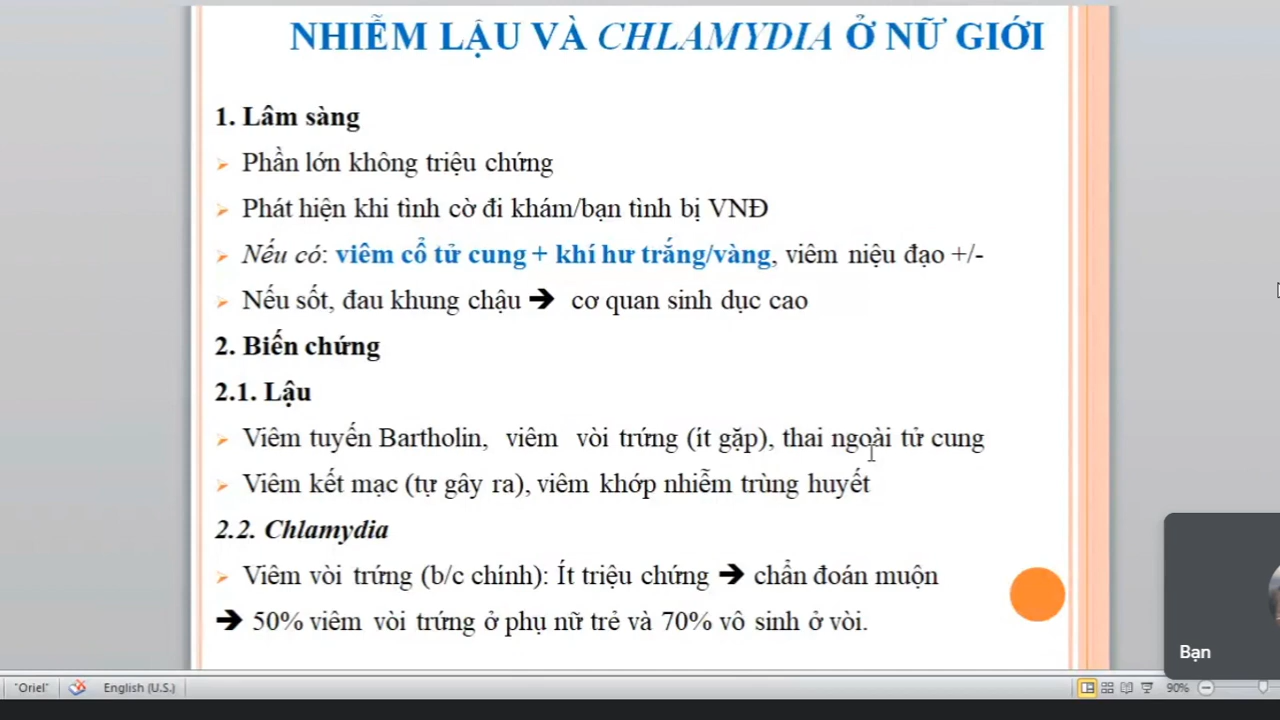 NHIỄM LẬU VÀ CHLAMYDIA Ở NỮ GIỚI
1. Lâm sàng
➢ Phần lớn không triệu chứng
➢ Phát hiện khi tình cờ đi khám/bạn tình bị VNĐ
➢ Nếu có: viêm cổ tử cung + khí hư trắng/vàng, viêm niệu đạo +/-
➢ Nếu sốt, đau khung chậu ➔ cơ quan sinh dục cao
2. Biến chứng
2.1. Lậu
➢ Viêm tuyến Bartholin, viêm vòi trứng (ít gặp), thai ngoài tử cung
➢ Viêm kết mạc (tự gây ra), viêm khớp nhiễm trùng huyết
2.2. Chlamydia
➢ Viêm vòi trứng (b/c chính): Ít triệu chứng ➔ chẩn đoán muộn
➔ 50% viêm vòi trứng ở phụ nữ trẻ và 70% vô sinh ở vòi.
Bạn
"Oriel" English (U.S.) 90%